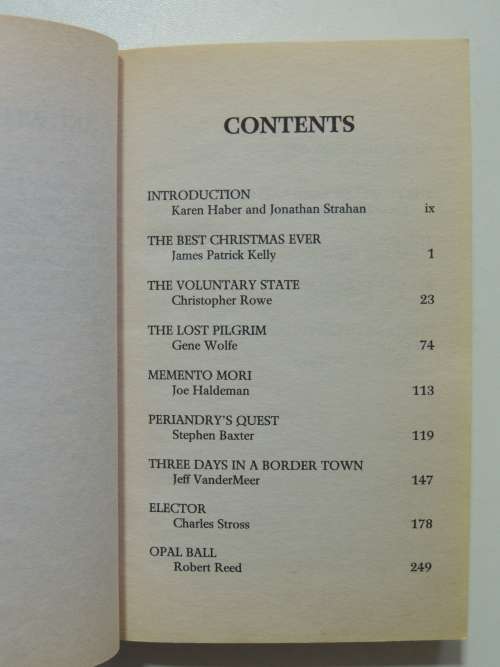 CONTENTS
INTRODUCTION
Karen Haber and Jonathan Strahan ix
THE BEST CHRISTMAS EVER
James Patrick Kelly 1
THE VOLUNTARY STATE
Christopher Rowe 23
THE LOST PILGRIM
Gene Wolfe 74
MEMENTO MORI
Joe Haldeman 113
PERIANDRY'S QUEST
Stephen Baxter 119
THREE DAYS IN A BORDER TOWN
Jeff VanderMeer 147
ELECTOR
Charles Stross 178
OPAL BALL
Robert Reed 249